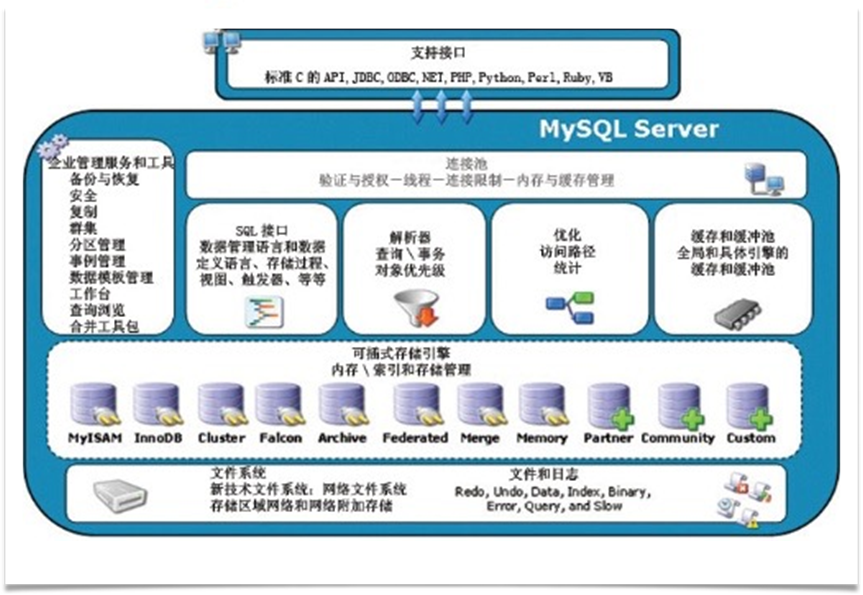 支持接口
标准 C 的 API, JDBC, ODBC, NET, PHP, Python, Perl, Ruby, VB
MySQL Server
企业管理服务和工具
备份与恢复
安全
复制
群集
分区管理
事例管理
数据模板管理
工作台
查询浏览
合并工具包
连接池
验证与授权－线程－连接限制－内存与缓存管理
SQL 接口
数据管理语言和数据
定义语言、存储过程、
视图、触发器、等等
解析器
查询 \ 事务
对象优先级
优化
访问路径
统计
缓存和缓冲池
全局和具体引擎的
缓存和缓冲池
可插式存储引擎
内存 \ 索引和存储管理
MyISAM InnoDB Cluster Falcon Archive Federated Merge Memory Partner Community Custom
文件系统
新技术文件系统；网络文件系统
存储区域网络和网络附加存储
文件和日志
Redo, Undo, Data, Index, Binary,
Error, Query, and Slow